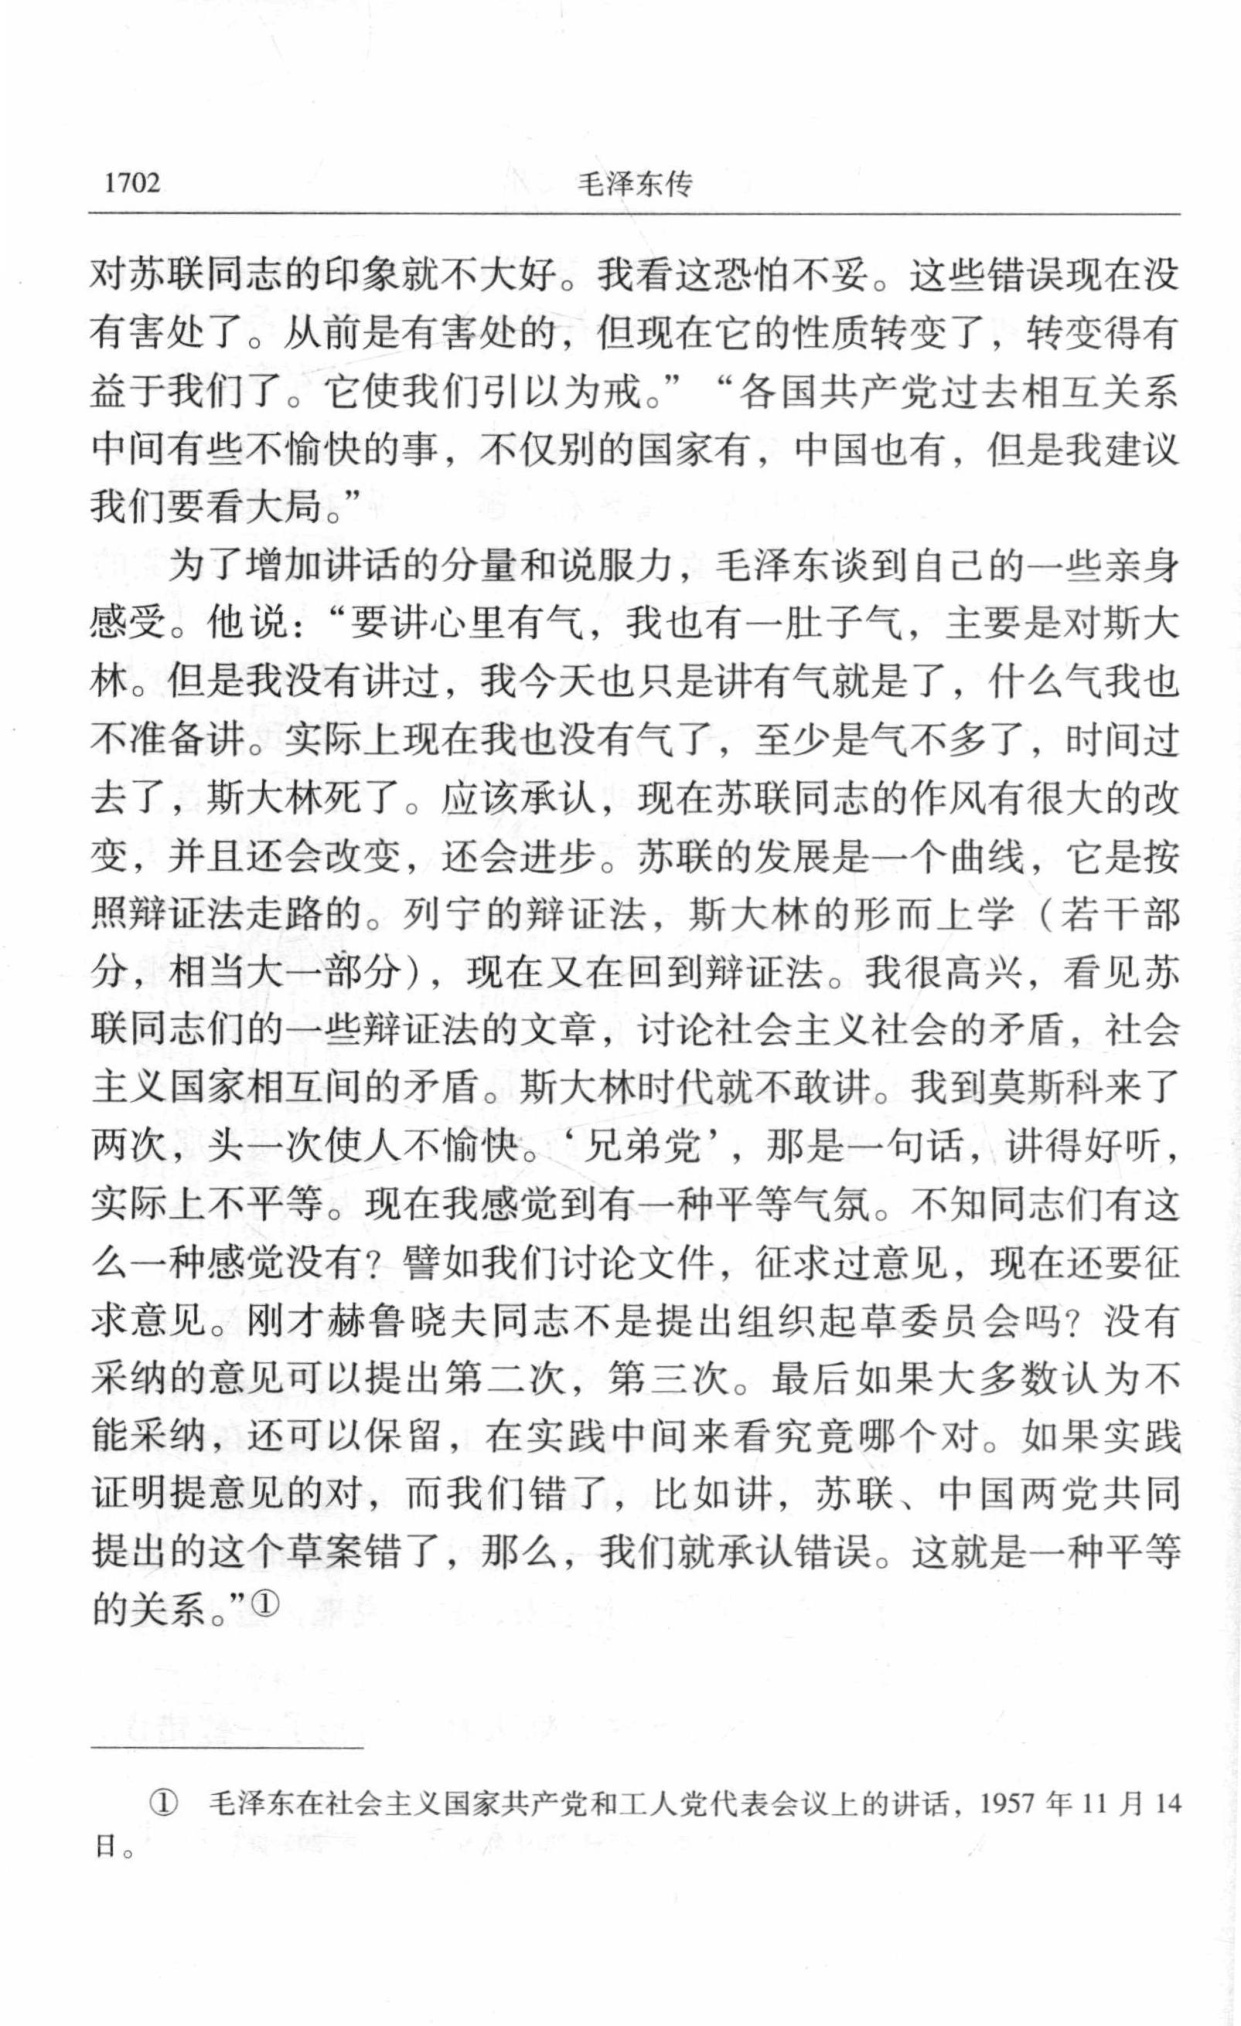 1702 毛泽东传
对苏联同志的印象就不大好。我看这恐怕不妥。这些错误现在没
有害处了。从前是有害处的，但现在它的性质转变了，转变得有
益于我们了。它使我们引以为戒。”“各国共产党过去相互关系
中间有些不愉快的事，不仅别的国家有，中国也有，但是我建议
我们要看大局。”
为了增加讲话的分量和说服力，毛泽东谈到自己的一些亲身
感受。他说：“要讲心里有气，我也有一肚子气，主要是对斯大
林。但是我没有讲过，我今天也只是讲有气就是了，什么气我也
不准备讲。实际上现在我也没有气了，至少是气不多了，时间过
去了，斯大林死了。应该承认，现在苏联同志的作风有很大的改
变，并且还会改变，还会进步。苏联的发展是一个曲线，它是按
照辩证法走路的。列宁的辩证法，斯大林的形而上学（若干部
分，相当大一部分），现在又在回到辩证法。我很高兴，看见苏
联同志们的一些辩证法的文章，讨论社会主义社会的矛盾，社会
主义国家相互间的矛盾。斯大林时代就不敢讲。我到莫斯科来了
两次，头一次使人不愉快。‘兄弟党’，那是一句话，讲得好听，
实际上不平等。现在我感觉到有一种平等气氛。不知同志们有这
么一种感觉没有？譬如我们讨论文件，征求过意见，现在还要征
求意见。刚才赫鲁晓夫同志不是提出组织起草委员会吗？没有
采纳的意见可以提出第二次，第三次。最后如果大多数认为不
能采纳，还可以保留，在实践中间来看究竟哪个对。如果实践
证明提意见的对，而我们错了，比如讲，苏联、中国两党共同
提出的这个草案错了，那么，我们就承认错误。这就是一种平等
的关系。”①
① 毛泽东在社会主义国家共产党和工人党代表会议上的讲话，1957 年 11 月 14
日。